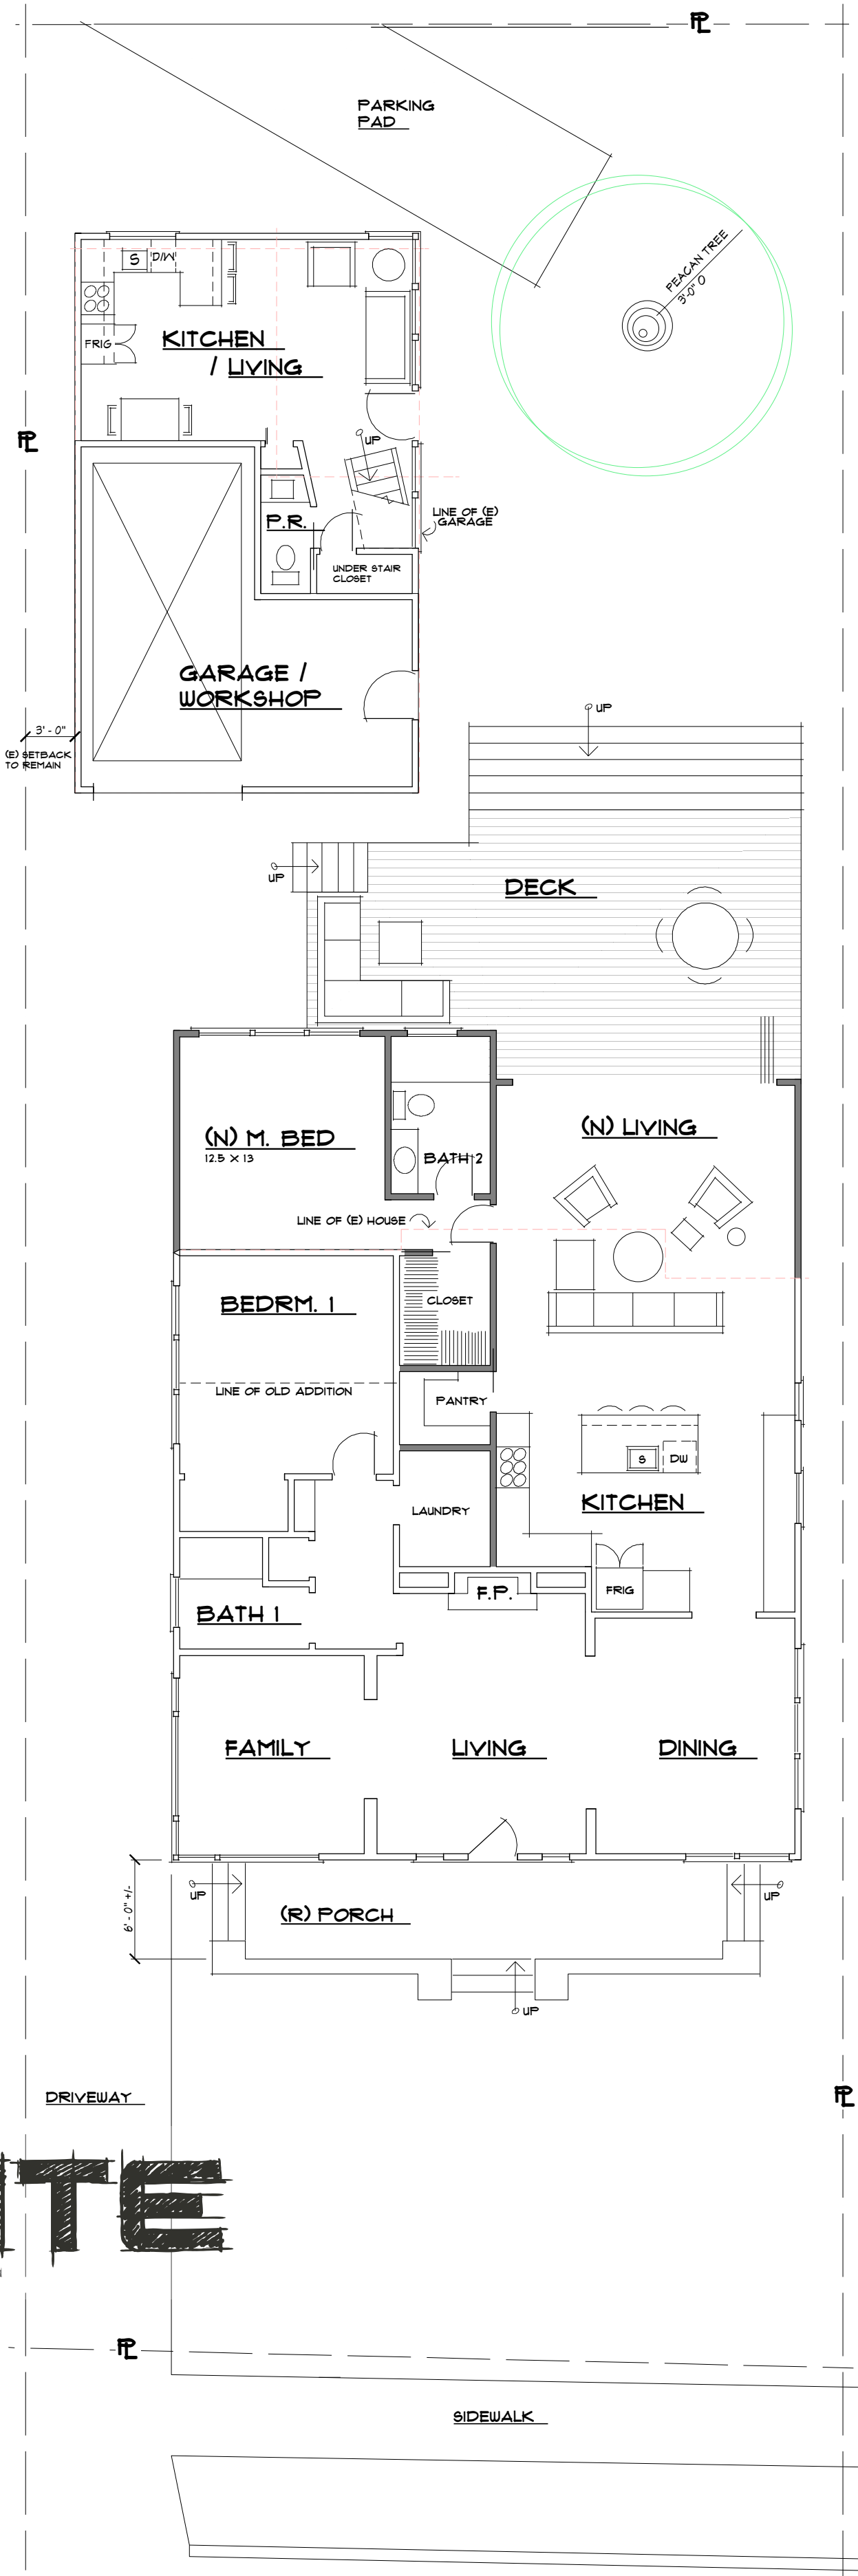 PL
PARKING
PAD
PEACAN TREE
3'-0" O
S
D/W
FRIG
KITCHEN
/ LIVING
PL
UP
P.R.
LINE OF (E)
GARAGE
UNDER STAIR
CLOSET
GARAGE /
WORKSHOP
3' - 0"
(E) SETBACK
TO REMAIN
UP
UP
DECK
(N) M. BED
12.5 X 13
BATH 2
(N) LIVING
LINE OF (E) HOUSE
BEDRM. 1
CLOSET
LINE OF OLD ADDITION
PANTRY
S
DW
KITCHEN
LAUNDRY
F.P.
FRIG
BATH 1
FAMILY
LIVING
DINING
6' - 0" +/-
UP
UP
(R) PORCH
UP
DRIVEWAY
PL
TE
PL
SIDEWALK